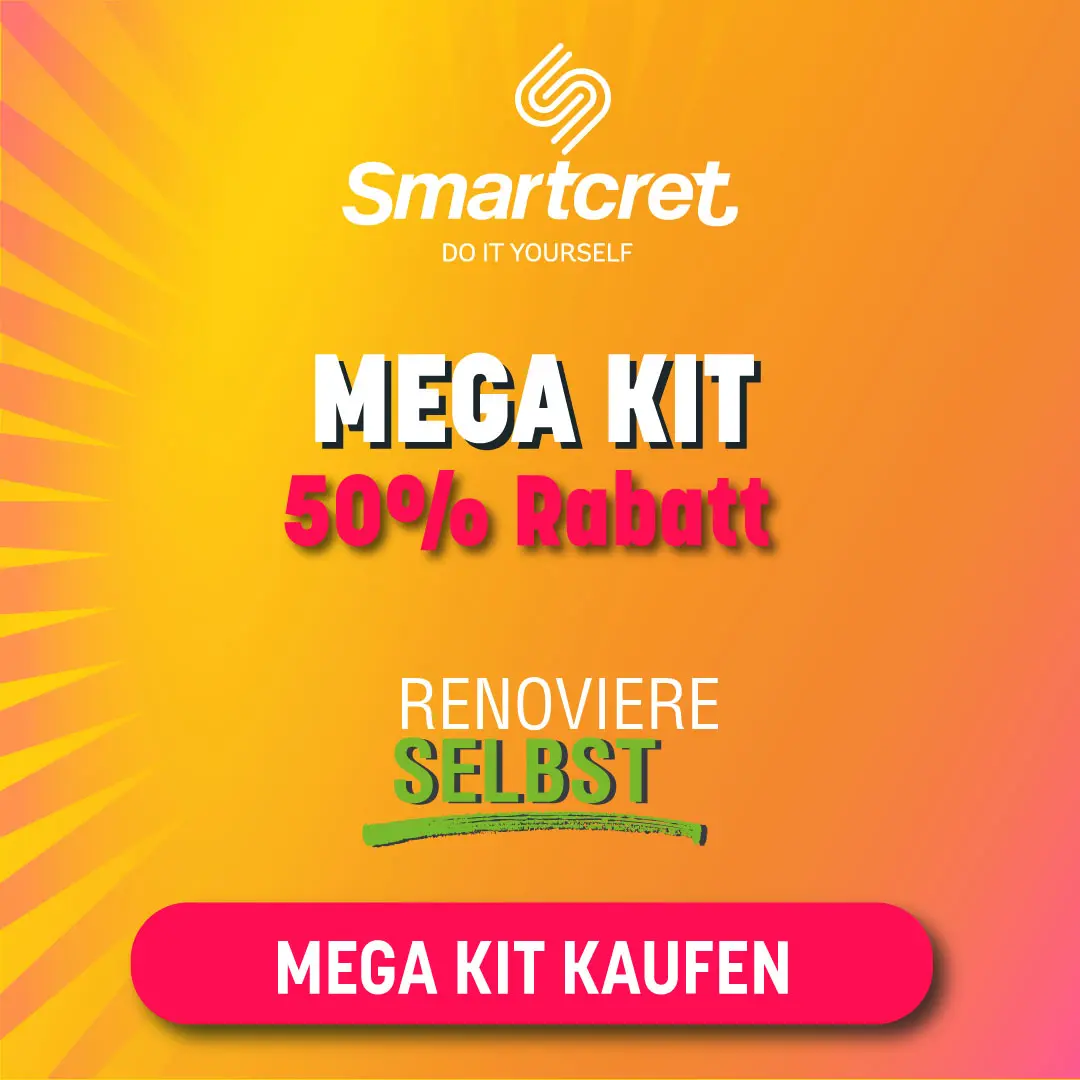 Smartcret
DO IT YOURSELF
MEGA KIT
50% Rabatt
RENOVIERE
SELBST
MEGA KIT KAUFEN